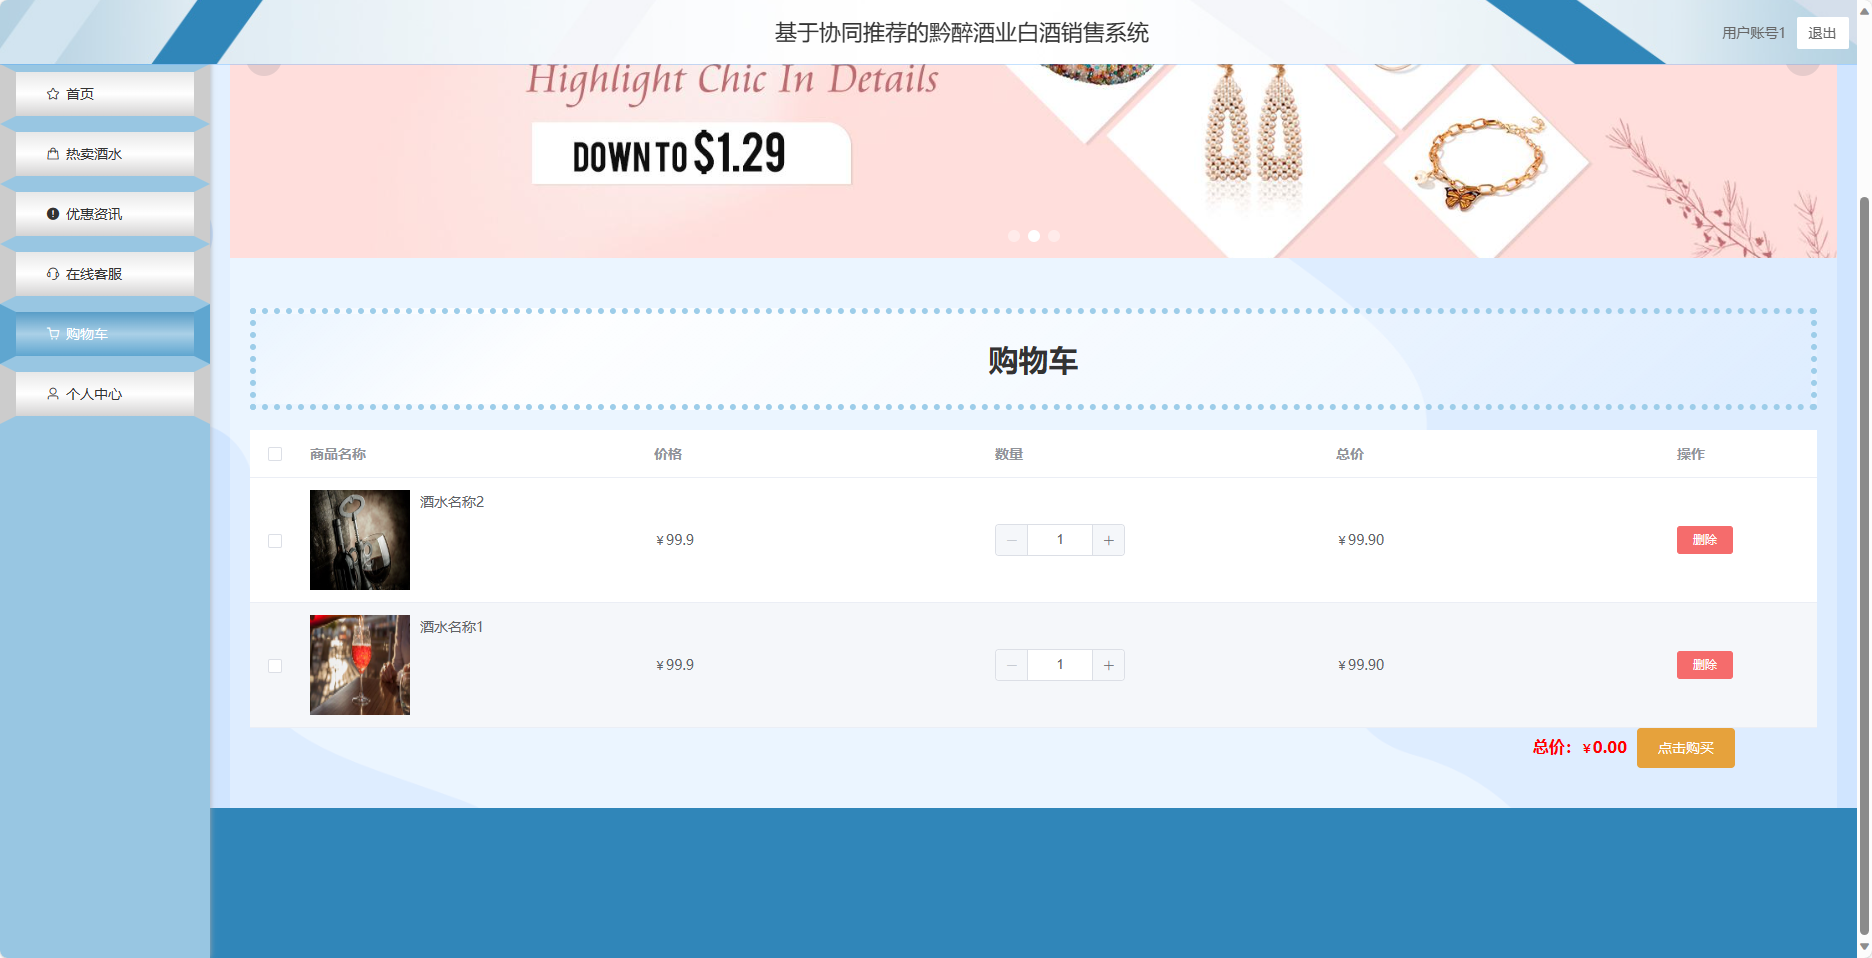 基于协同推荐的黔醉酒业白酒销售系统
用户账号1
退出
首页
热卖酒水
优惠资讯
在线客服
购物车
个人中心
Highlight Chic In Details
DOWN TO $1.29
购物车
商品名称 价格 数量 总价 操作
酒水名称2
￥99.9 1 ￥99.90 删除
酒水名称1
￥99.9 1 ￥99.90 删除
总价：￥0.00 点击购买